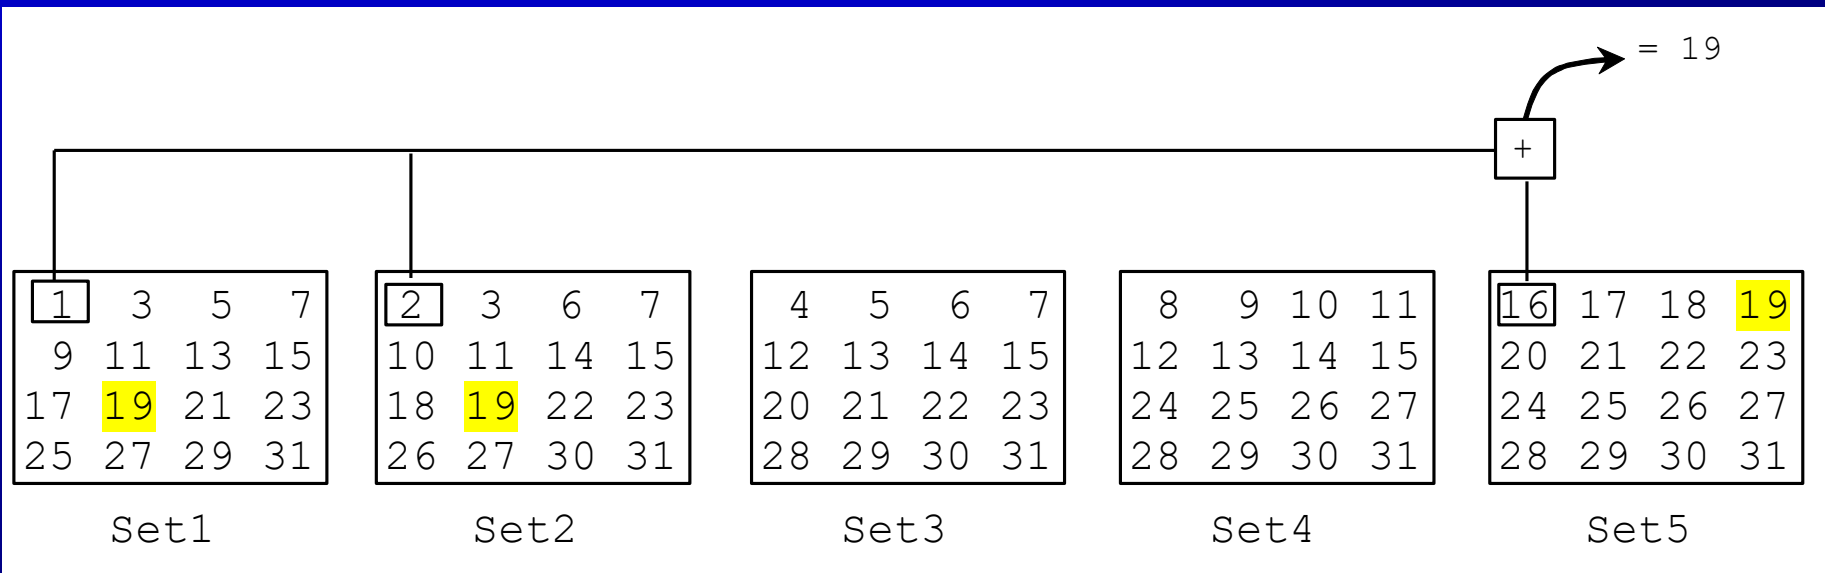 = 19
+
1 3 5 7
9 11 13 15
17 19 21 23
25 27 29 31
Set1
2 3 6 7
10 11 14 15
18 19 22 23
26 27 30 31
Set2
4 5 6 7
12 13 14 15
20 21 22 23
28 29 30 31
Set3
8 9 10 11
12 13 14 15
24 25 26 27
28 29 30 31
Set4
16 17 18 19
20 21 22 23
24 25 26 27
28 29 30 31
Set5